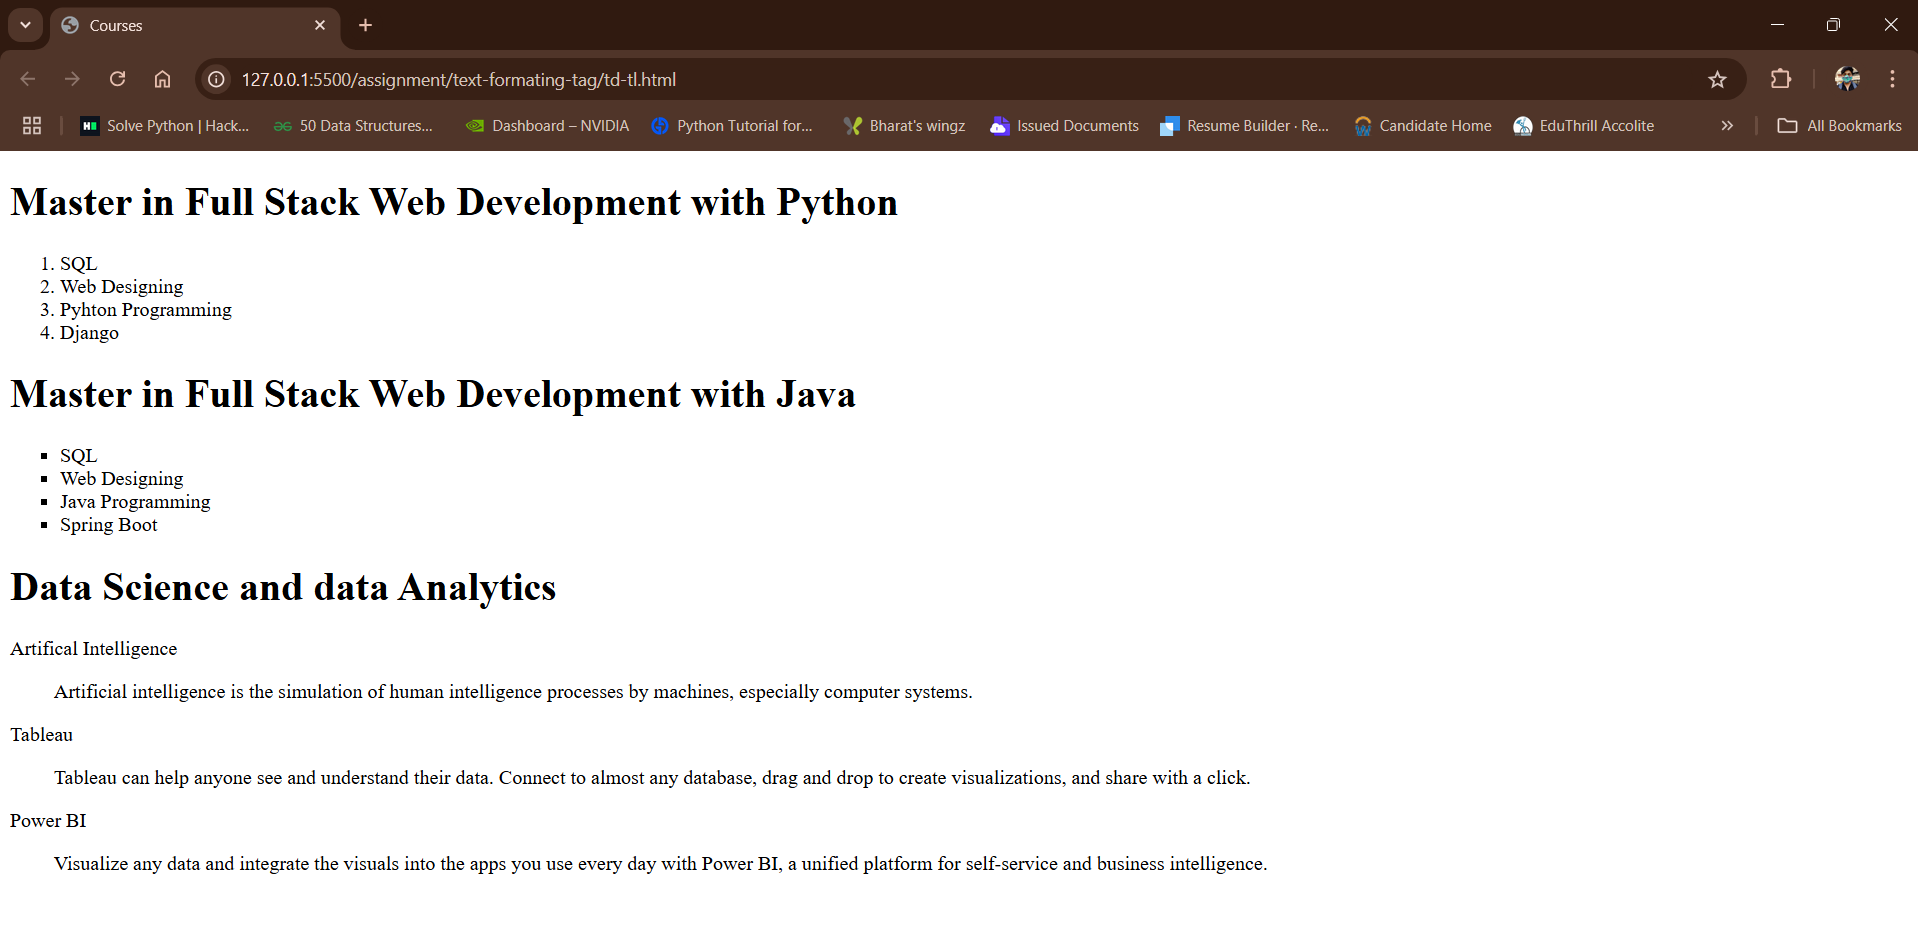 Courses
127.0.0.1:5500/assignment/text-formating-tag/td-tl.html
Solve Python | Hack... 50 Data Structures... Dashboard – NVIDIA Python Tutorial for... Bharat's wingz Issued Documents Resume Builder · Re... Candidate Home EduThrill Accolite All Bookmarks
Master in Full Stack Web Development with Python
1. SQL
2. Web Designing
3. Pyhton Programming
4. Django
Master in Full Stack Web Development with Java
▪ SQL
▪ Web Designing
▪ Java Programming
▪ Spring Boot
Data Science and data Analytics
Artifical Intelligence
Artificial intelligence is the simulation of human intelligence processes by machines, especially computer systems.
Tableau
Tableau can help anyone see and understand their data. Connect to almost any database, drag and drop to create visualizations, and share with a click.
Power BI
Visualize any data and integrate the visuals into the apps you use every day with Power BI, a unified platform for self-service and business intelligence.